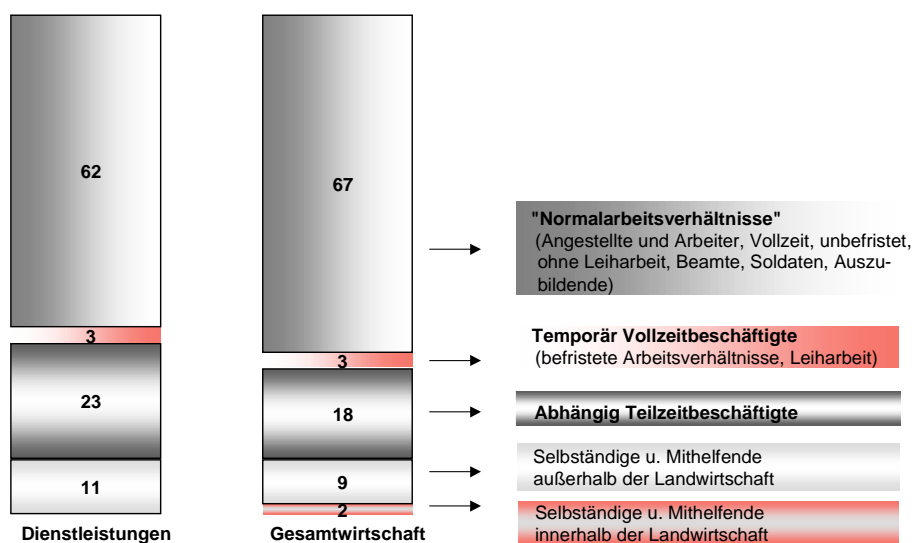 62
3
23
11
Dienstleistungen
67
3
18
9
2
Gesamtwirtschaft
"Normalarbeitsverhältnisse"
(Angestellte und Arbeiter, Vollzeit, unbefristet,
ohne Leiharbeit, Beamte, Soldaten, Auszu-
bildende)
Temporär Vollzeitbeschäftigte
(befristete Arbeitsverhältnisse, Leiharbeit)
Abhängig Teilzeitbeschäftigte
Selbständige u. Mithelfende
außerhalb der Landwirtschaft
Selbständige u. Mithelfende
innerhalb der Landwirtschaft